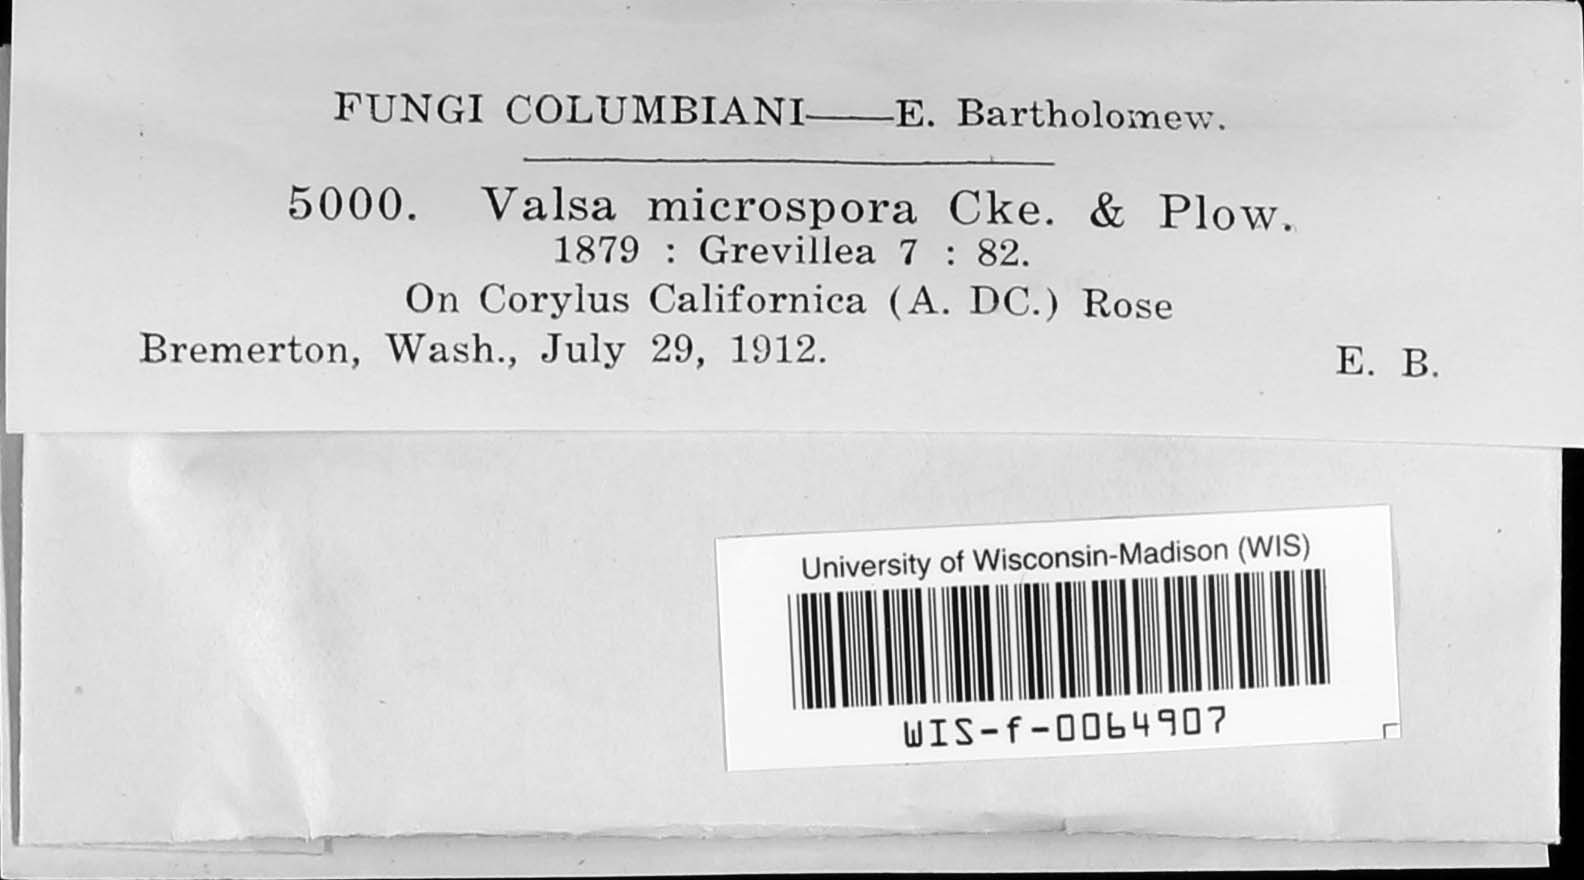 FUNGI COLUMBIANI——E. Bartholomew.
5000. Valsa microspora Cke. & Plow.
1879 : Grevillea 7 : 82.
On Corylus Californica (A. DC.) Rose
Bremerton, Wash., July 29, 1912. E. B.
University of Wisconsin-Madison (WIS)
WIS-f-0064907